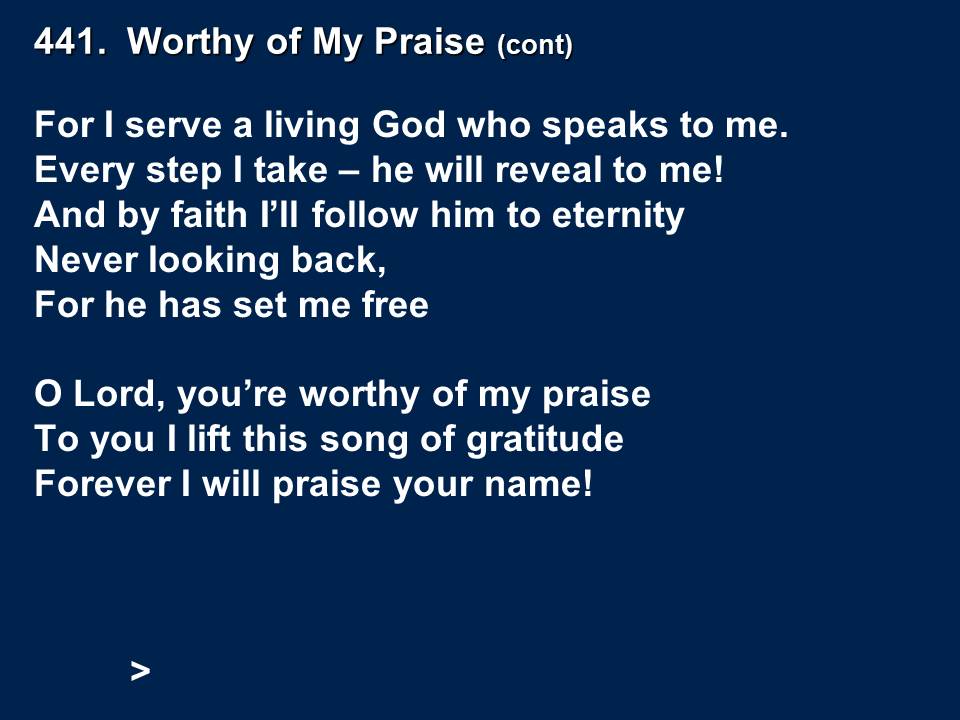 441. Worthy of My Praise (cont)
For I serve a living God who speaks to me.
Every step I take – he will reveal to me!
And by faith I’ll follow him to eternity
Never looking back,
For he has set me free
O Lord, you’re worthy of my praise
To you I lift this song of gratitude
Forever I will praise your name!
>